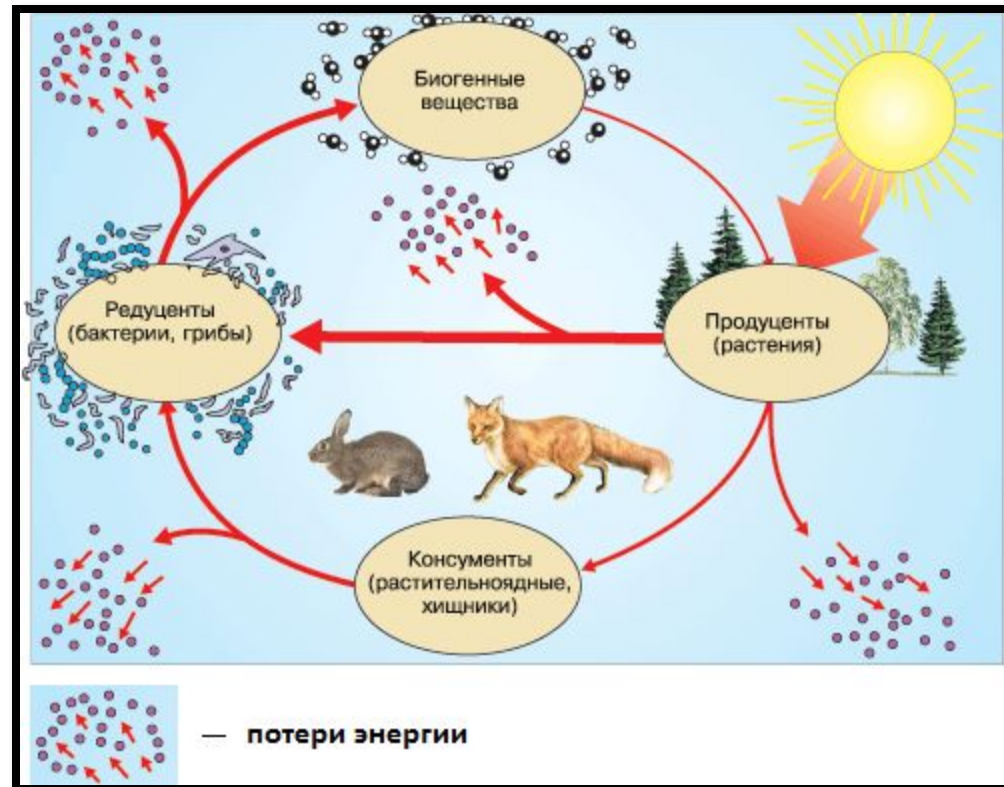 Биогенные
вещества
Редуценты
(бактерии, грибы)
Продуценты
(растения)
Консументы
(растительноядные,
хищники)
— потери энергии